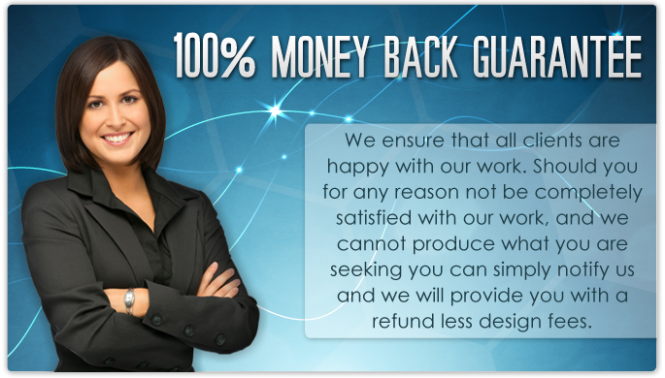 100% MONEY BACK GUARANTEE
We ensure that all clients are
happy with our work. Should you
for any reason not be completely
satisfied with our work, and we
cannot produce what you are
seeking you can simply notify us
and we will provide you with a
refund less design fees.